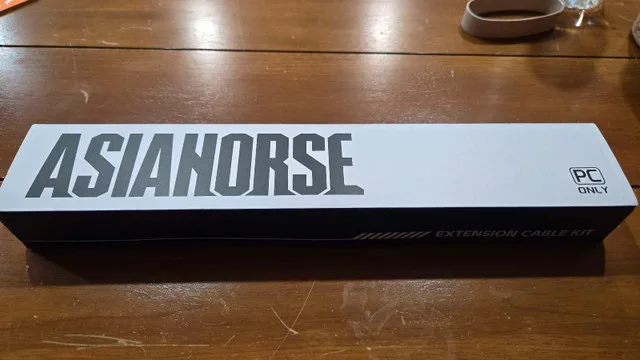 ASIAHORSE
PC
ONLY
EXTENSION CABLE KIT